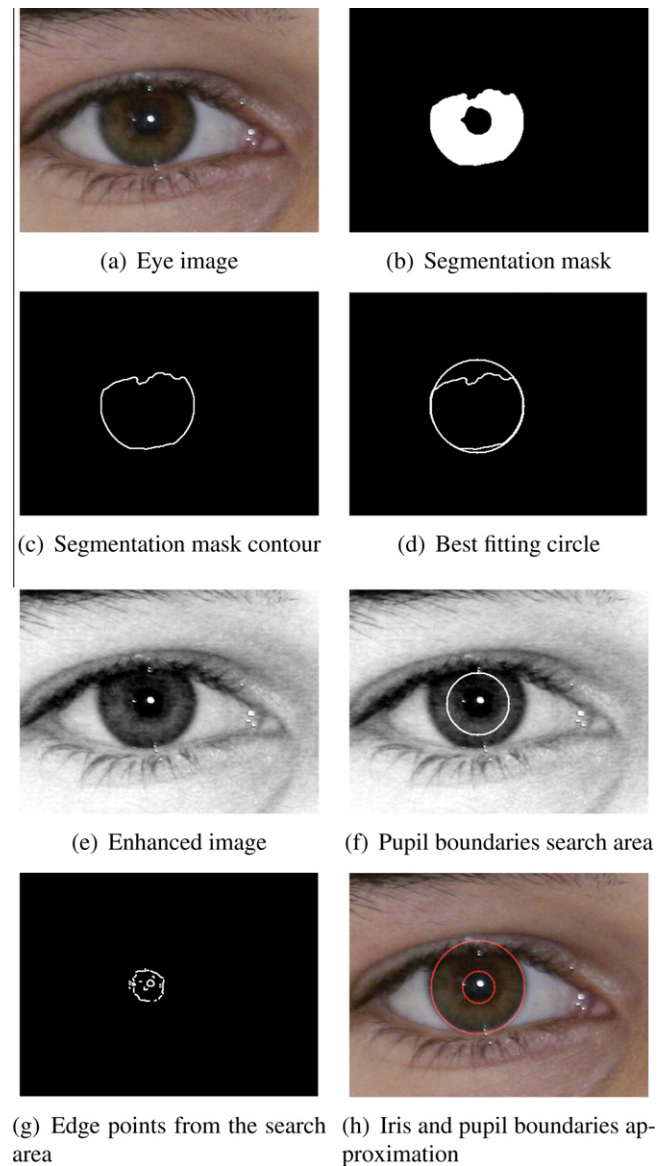 (a) Eye image
(b) Segmentation mask
(c) Segmentation mask contour
(d) Best fitting circle
(e) Enhanced image
(f) Pupil boundaries search area
(g) Edge points from the search
area
(h) Iris and pupil boundaries ap-
proximation